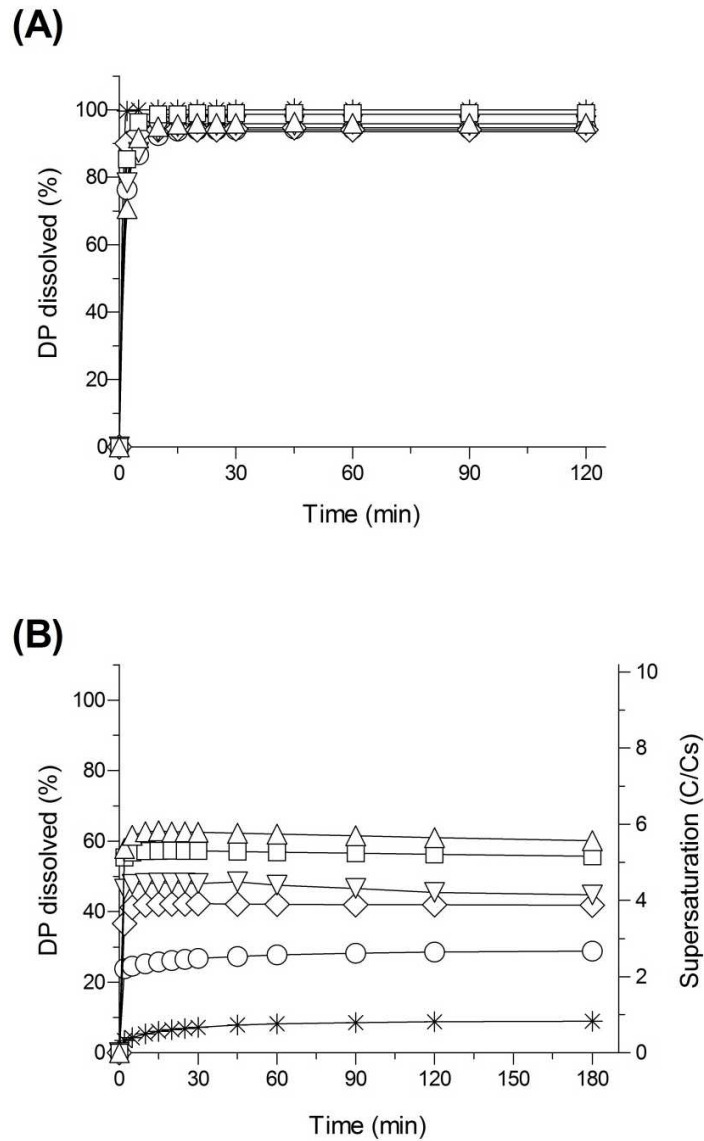 (A)
DP dissolved (%)
100
80
60
40
20
0
0 30 60 90 120
Time (min)
(B)
DP dissolved (%)
100
80
60
40
20
0
10
8
6
4
2
0
Supersaturation (C/Cs)
0 30 60 90 120 150 180
Time (min)